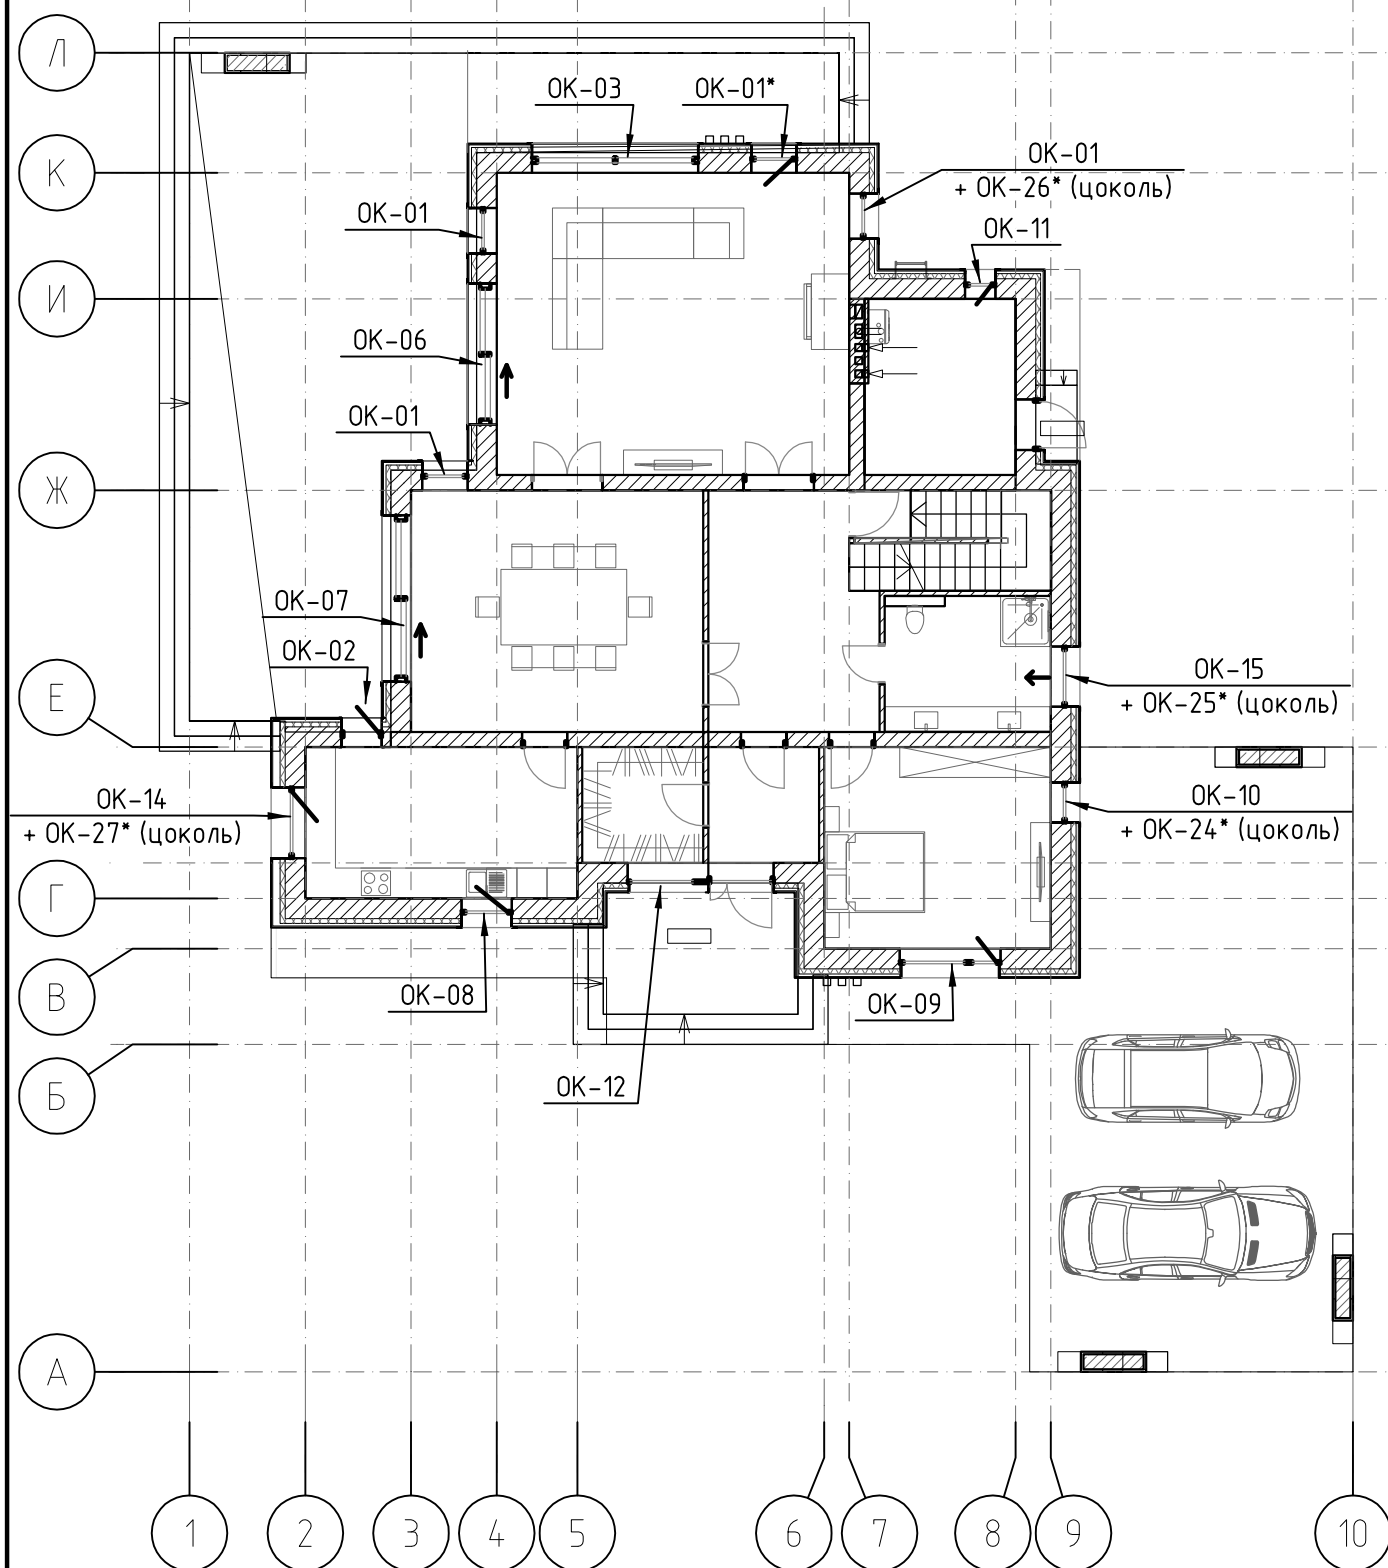 Л
ОК-03
ОК-01*
К
ОК-01
+ ОК-26* (цоколь)
ОК-01
ОК-11
И
ОК-06
ОК-01
Ж
ОК-07
ОК-02
Е
ОК-15
+ ОК-25* (цоколь)
ОК-14
+ ОК-27* (цоколь)
ОК-10
+ ОК-24* (цоколь)
Г
В
ОК-08
ОК-09
Б
ОК-12
А
1
2
3
4
5
6
7
8
9
10